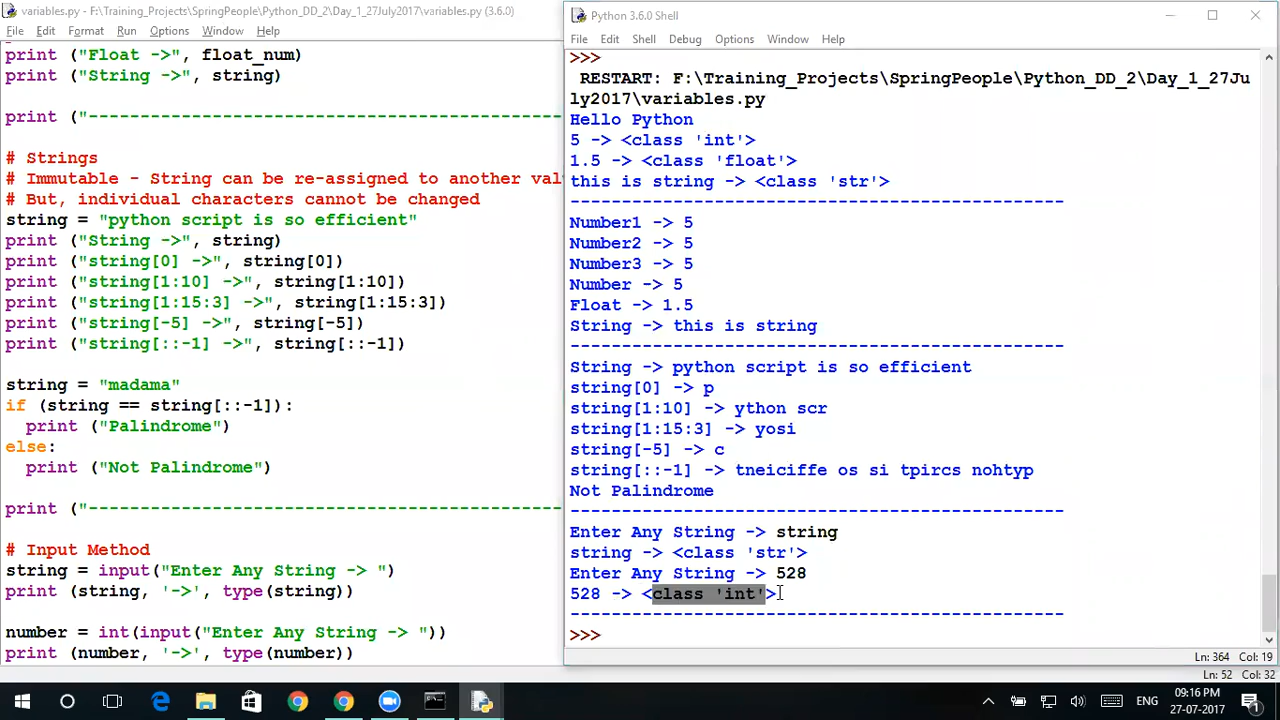 variables.py - F:\Training_Projects\SpringPeople\Python_DD_2\Day_1_27July2017\variables.py (3.6.0)
File Edit Format Run Options Window Help
print ("Float ->", float_num)
print ("String ->", string)
print ("----------------------------------------------
# Strings
# Immutable - String can be re-assigned to another val
# But, individual characters cannot be changed
string = "python script is so efficient"
print ("String ->", string)
print ("string[0] ->", string[0])
print ("string[1:10] ->", string[1:10])
print ("string[1:15:3] ->", string[1:15:3])
print ("string[-5] ->", string[-5])
print ("string[::-1] ->", string[::-1])
string = "madama"
if (string == string[::-1]):
  print ("Palindrome")
else:
  print ("Not Palindrome")
print ("----------------------------------------------
# Input Method
string = input("Enter Any String -> ")
print (string, '->', type(string))
number = int(input("Enter Any String -> "))
print (number, '->', type(number))
Python 3.6.0 Shell
File Edit Shell Debug Options Window Help
>>>
 RESTART: F:\Training_Projects\SpringPeople\Python_DD_2\Day_1_27Ju
ly2017\variables.py
Hello Python
5 -> <class 'int'>
1.5 -> <class 'float'>
this is string -> <class 'str'>
------------------------------------------------
Number1 -> 5
Number2 -> 5
Number3 -> 5
Number -> 5
Float -> 1.5
String -> this is string
------------------------------------------------
String -> python script is so efficient
string[0] -> p
string[1:10] -> ython scr
string[1:15:3] -> yosi
string[-5] -> c
string[::-1] -> tneiciffe os si tpircs nohtyp
Not Palindrome
------------------------------------------------
Enter Any String -> string
string -> <class 'str'>
Enter Any String -> 528
528 -> <class 'int'>
------------------------------------------------
>>>
Ln: 364 Col: 19
Ln: 52 Col: 32
ENG
09:16 PM
27-07-2017
1